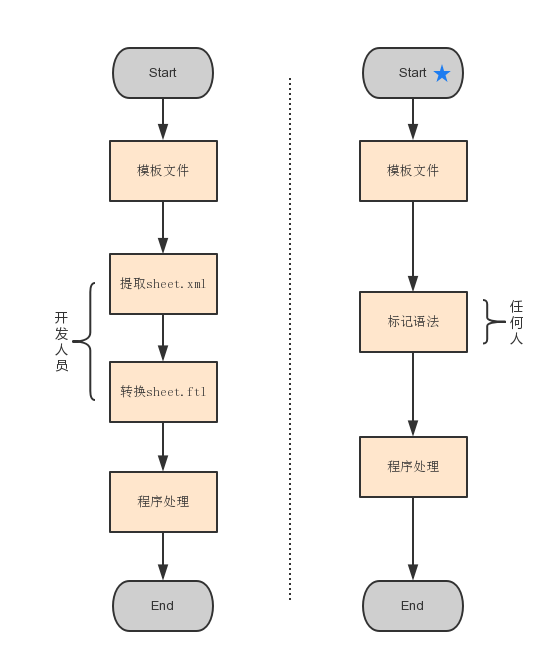 Start
模板文件
提取sheet.xml
转换sheet.ftl
程序处理
End
开发人员
Start
模板文件
标记语法
程序处理
End
任何人